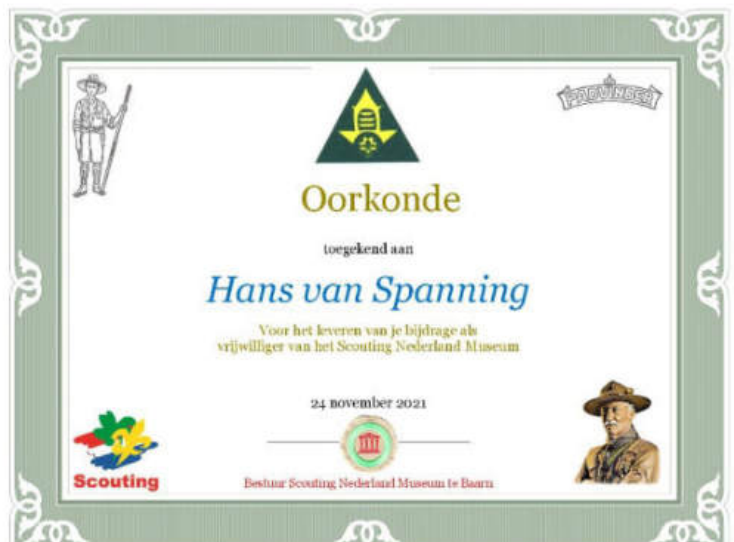 PADVINDER
Oorkonde
toegekend aan
Hans van Spanning
Voor het leveren van je bijdrage als
vrijwilliger van het Scouting Nederland Museum
24 november 2021
Scouting
Bestuur Scouting Nederland Museum te Baarn